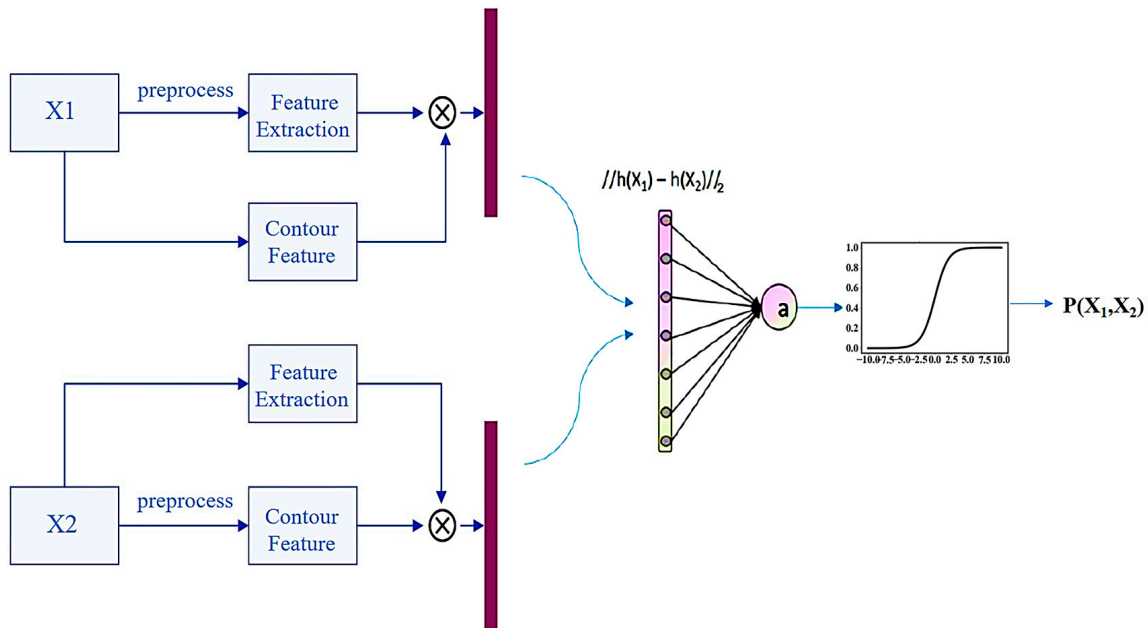 X1
preprocess
Feature
Extraction
Contour
Feature
Feature
Extraction
X2
preprocess
Contour
Feature
//h(X₁) – h(X₂)//₂
a
1.0
0.8
0.6
0.4
0.2
0.0
−10.0−7.5−5.0−2.5 0.0 2.5 5.0 7.5 10.0
P(X₁,X₂)